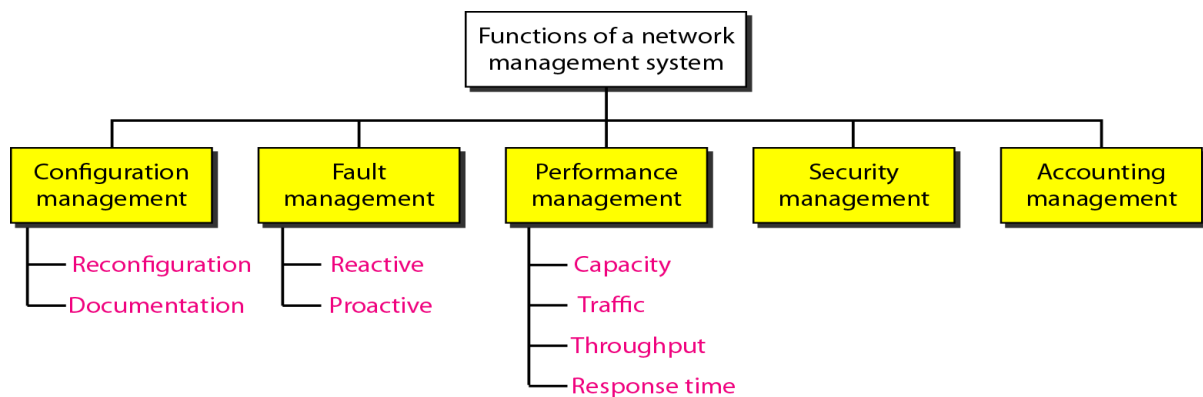 Functions of a network
management system
Configuration
management
Fault
management
Performance
management
Security
management
Accounting
management
Reconfiguration
Documentation
Reactive
Proactive
Capacity
Traffic
Throughput
Response time